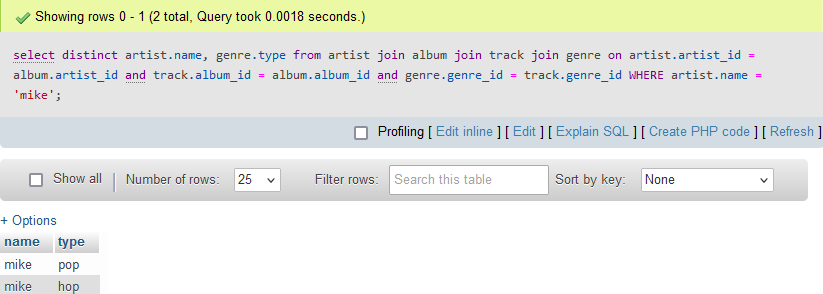 Showing rows 0 - 1 (2 total, Query took 0.0018 seconds.)
select distinct artist.name, genre.type from artist join album join track join genre on artist.artist_id =
album.artist_id and track.album_id = album.album_id and genre.genre_id = track.genre_id WHERE artist.name =
'mike';
Profiling [ Edit inline ] [ Edit ] [ Explain SQL ] [ Create PHP code ] [ Refresh ]
Show all | Number of rows: 25 Filter rows: Search this table Sort by key: None
+ Options
name type
mike pop
mike hop